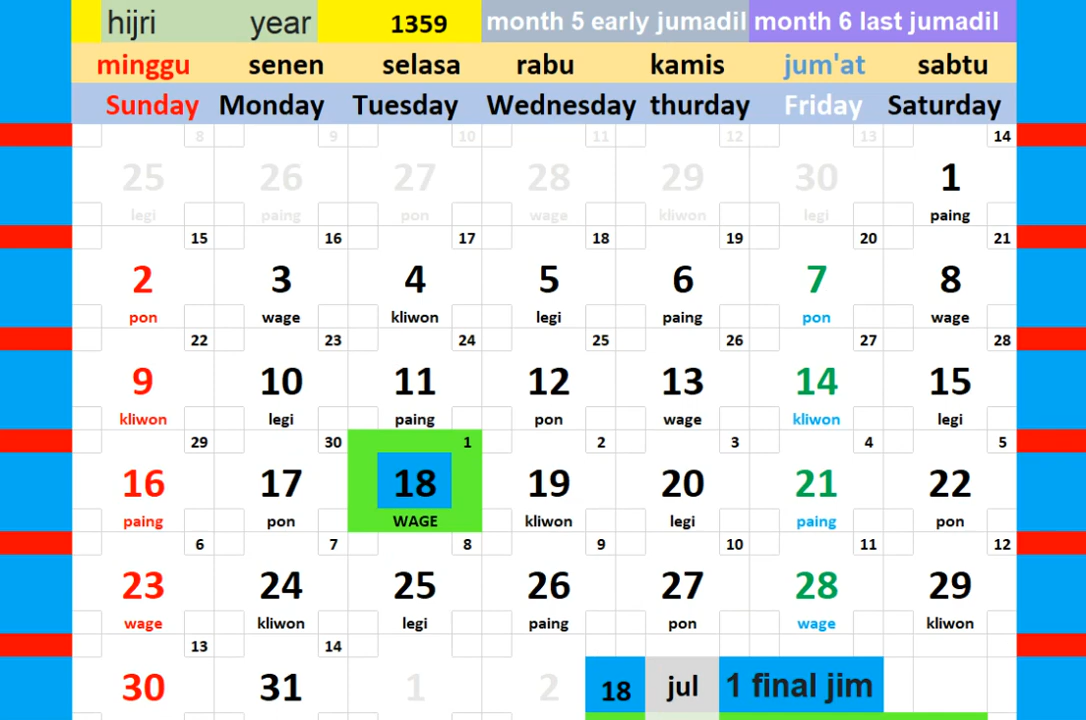 hijri year 1359 month 5 early jumadil month 6 last jumadil
minggu senen selasa rabu kamis jum'at sabtu
Sunday Monday Tuesday Wednesday thurday Friday Saturday
8 9 10 11 12 13 14
25 26 27 28 29 30 1
legi paing pon wage kliwon legi paing
15 16 17 18 19 20 21
2 3 4 5 6 7 8
pon wage kliwon legi paing pon wage
22 23 24 25 26 27 28
9 10 11 12 13 14 15
kliwon legi paing pon wage kliwon legi
29 30 1 2 3 4 5
16 17 18 19 20 21 22
paing pon WAGE kliwon legi paing pon
6 7 8 9 10 11 12
23 24 25 26 27 28 29
wage kliwon legi paing pon wage kliwon
13 14
30 31 1 2 18 jul 1 final jim